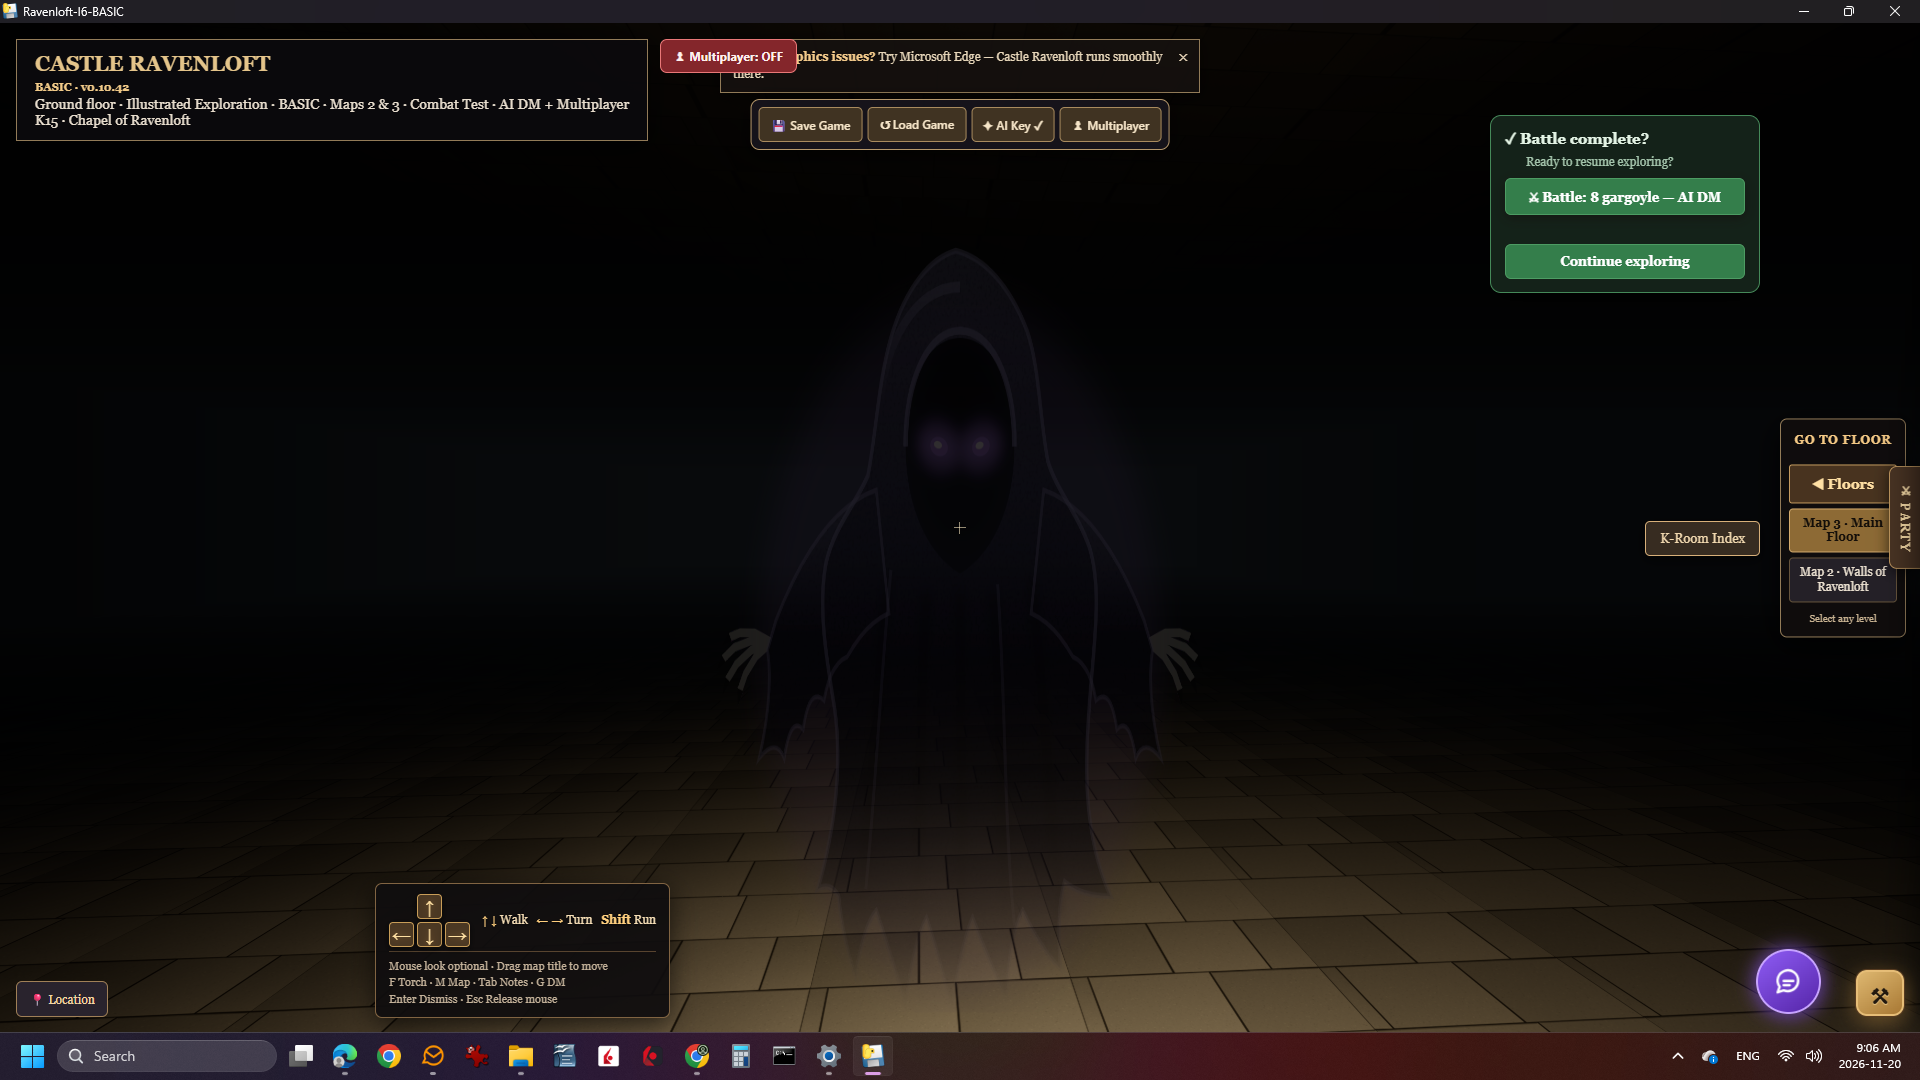 Ravenloft-I6-BASIC
CASTLE RAVENLOFT
BASIC · v0.10.42
Ground floor · Illustrated Exploration · BASIC · Maps 2 & 3 · Combat Test · AI DM + Multiplayer
K15 · Chapel of Ravenloft
Multiplayer: OFF
phics issues? Try Microsoft Edge — Castle Ravenloft runs smoothly
there.
Save Game
Load Game
AI Key ✓
Multiplayer
✓ Battle complete?
Ready to resume exploring?
Battle: 8 gargoyle — AI DM
Continue exploring
GO TO FLOOR
◀ Floors
Map 3 · Main
Floor
Map 2 · Walls of
Ravenloft
Select any level
PARTY
K-Room Index
↑
← ↓ →
↑↓ Walk ←→ Turn Shift Run
Mouse look optional · Drag map title to move
F Torch · M Map · Tab Notes · G DM
Enter Dismiss · Esc Release mouse
Location
Search
ENG
9:06 AM
2026-11-20